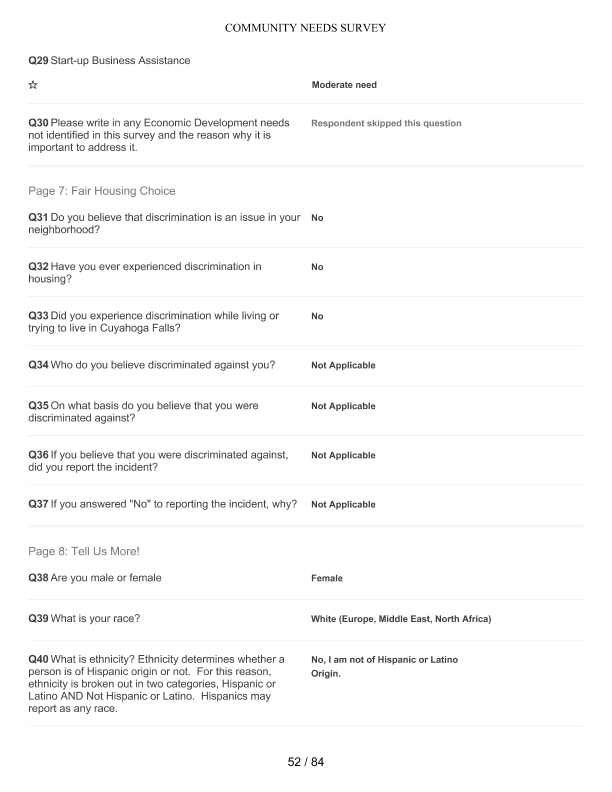 COMMUNITY NEEDS SURVEY
Q29 Start-up Business Assistance
☆ Moderate need
Q30 Please write in any Economic Development needs
not identified in this survey and the reason why it is
important to address it.
Respondent skipped this question
Page 7: Fair Housing Choice
Q31 Do you believe that discrimination is an issue in your
neighborhood?
No
Q32 Have you ever experienced discrimination in
housing?
No
Q33 Did you experience discrimination while living or
trying to live in Cuyahoga Falls?
No
Q34 Who do you believe discriminated against you?
Not Applicable
Q35 On what basis do you believe that you were
discriminated against?
Not Applicable
Q36 If you believe that you were discriminated against,
did you report the incident?
Not Applicable
Q37 If you answered "No" to reporting the incident, why?
Not Applicable
Page 8: Tell Us More!
Q38 Are you male or female
Female
Q39 What is your race?
White (Europe, Middle East, North Africa)
Q40 What is ethnicity? Ethnicity determines whether a
person is of Hispanic origin or not.  For this reason,
ethnicity is broken out in two categories, Hispanic or
Latino AND Not Hispanic or Latino.  Hispanics may
report as any race.
No, I am not of Hispanic or Latino
Origin.
52 / 84